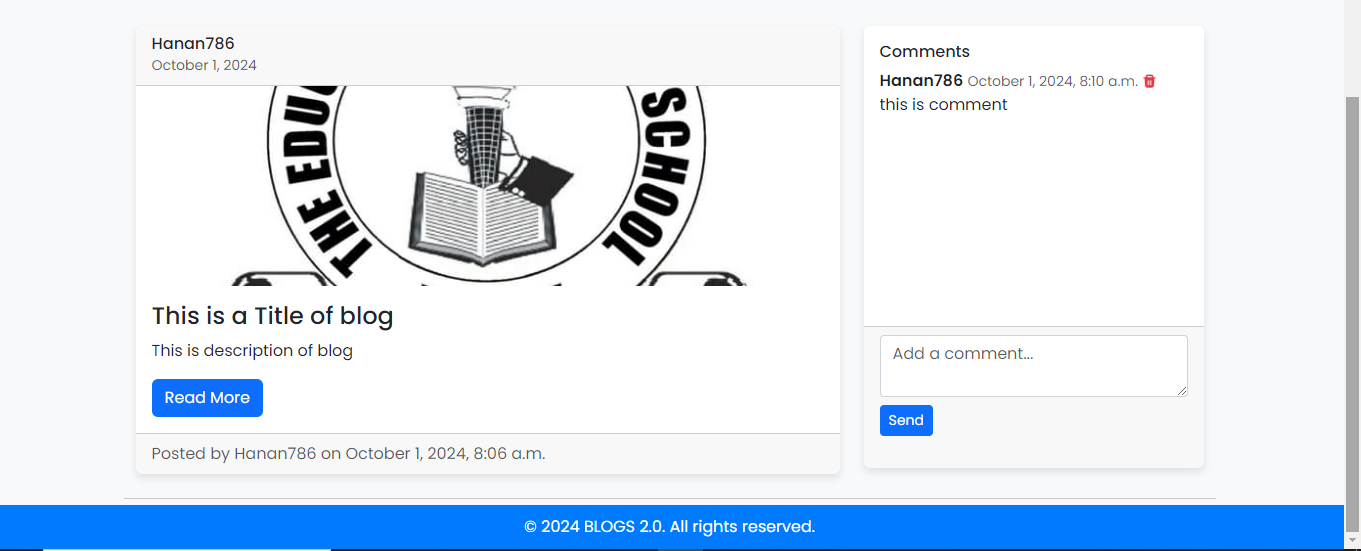 Hanan786
October 1, 2024
THE EDUC
SCHOOL
This is a Title of blog
This is description of blog
Read More
Posted by Hanan786 on October 1, 2024, 8:06 a.m.
Comments
Hanan786 October 1, 2024, 8:10 a.m.
this is comment
Add a comment...
Send
© 2024 BLOGS 2.0. All rights reserved.